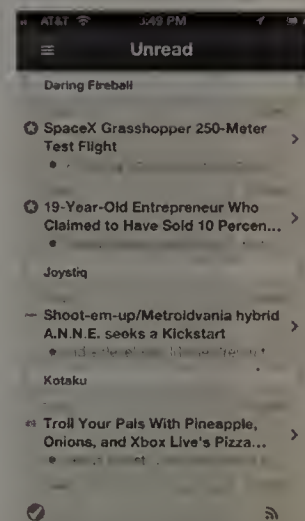 AT&T 3:49 PM
Unread
Daring Fireball
SpaceX Grasshopper 250-Meter
Test Flight
19-Year-Old Entrepreneur Who
Claimed to Have Sold 10 Percen...
Joystiq
Shoot-em-up/Metroidvania hybrid
A.N.N.E. seeks a Kickstart
Kotaku
Troll Your Pals With Pineapple,
Onions, and Xbox Live's Pizza...